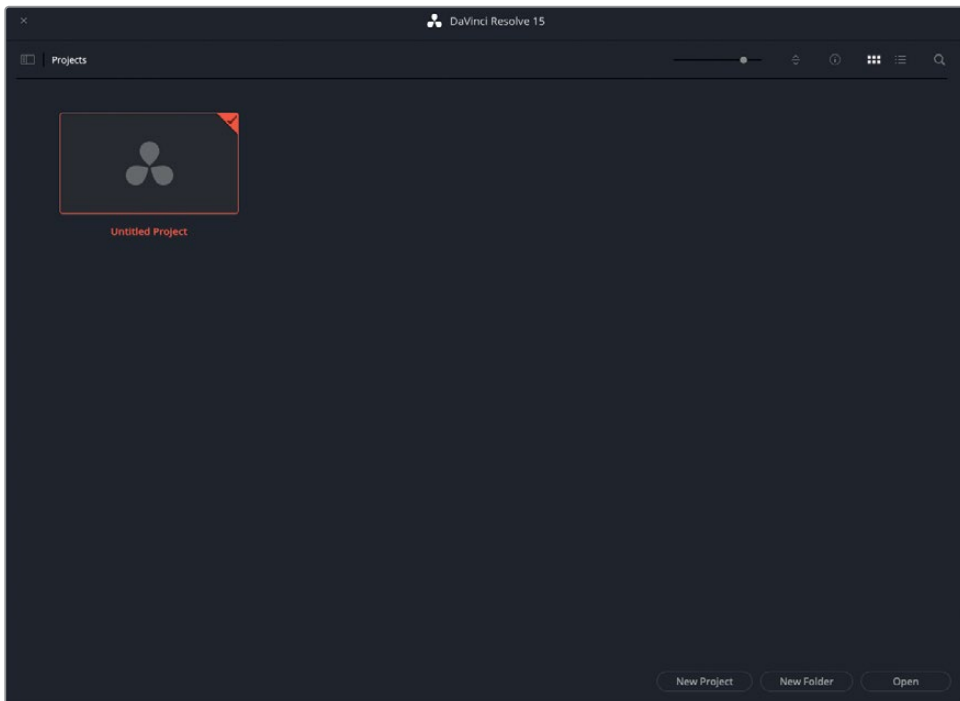 DaVinci Resolve 15
Projects
Untitled Project
New Project
New Folder
Open